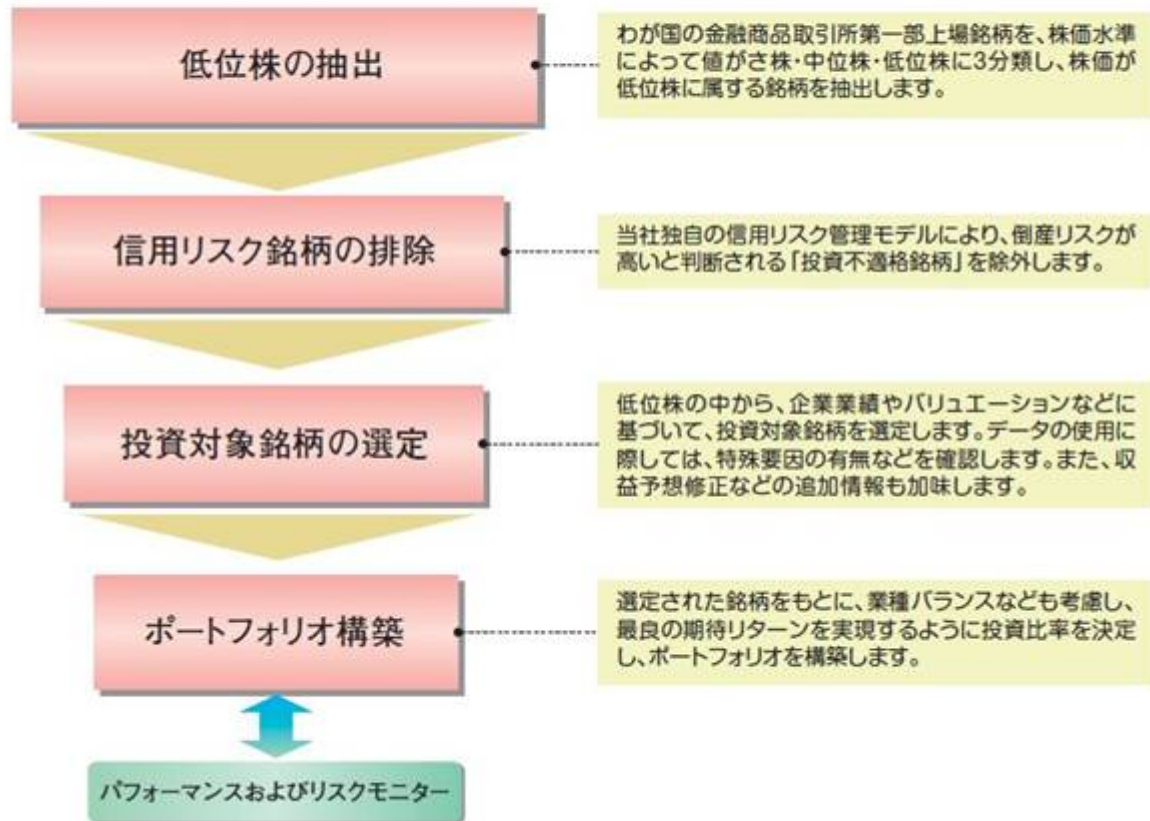 低位株の抽出
わが国の金融商品取引所第一部上場銘柄を、株価水準
によって値がさ株・中位株・低位株に3分類し、株価が
低位株に属する銘柄を抽出します。
信用リスク銘柄の排除
当社独自の信用リスク管理モデルにより、倒産リスクが
高いと判断される「投資不適格銘柄」を除外します。
投資対象銘柄の選定
低位株の中から、企業業績やバリュエーションなどに
基づいて、投資対象銘柄を選定します。データの使用に
際しては、特殊要因の有無などを確認します。また、収
益予想修正などの追加情報も加味します。
ポートフォリオ構築
選定された銘柄をもとに、業種バランスなども考慮し、
最良の期待リターンを実現するように投資比率を決定
し、ポートフォリオを構築します。
パフォーマンスおよびリスクモニター